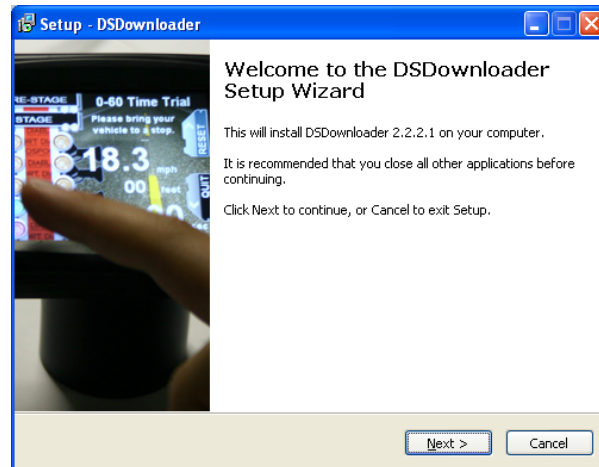 Setup - DSDownloader
RE-STAGE
STAGE
0-60 Time Trial
Please bring your
vehicle to a stop.
RESET
18.3 mph
00 feet
QUIT
Welcome to the DSDownloader
Setup Wizard
This will install DSDownloader 2.2.2.1 on your computer.
It is recommended that you close all other applications before
continuing.
Click Next to continue, or Cancel to exit Setup.
Next >
Cancel